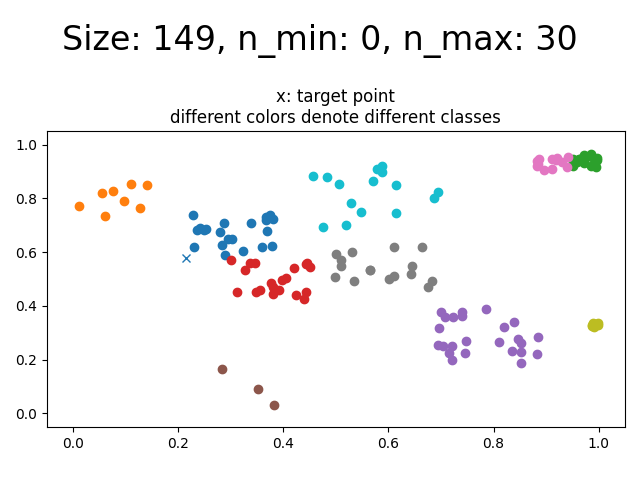 Size: 149, n_min: 0, n_max: 30
x: target point
different colors denote different classes
1.0
0.8
0.6
0.4
0.2
0.0
0.0 0.2 0.4 0.6 0.8 1.0